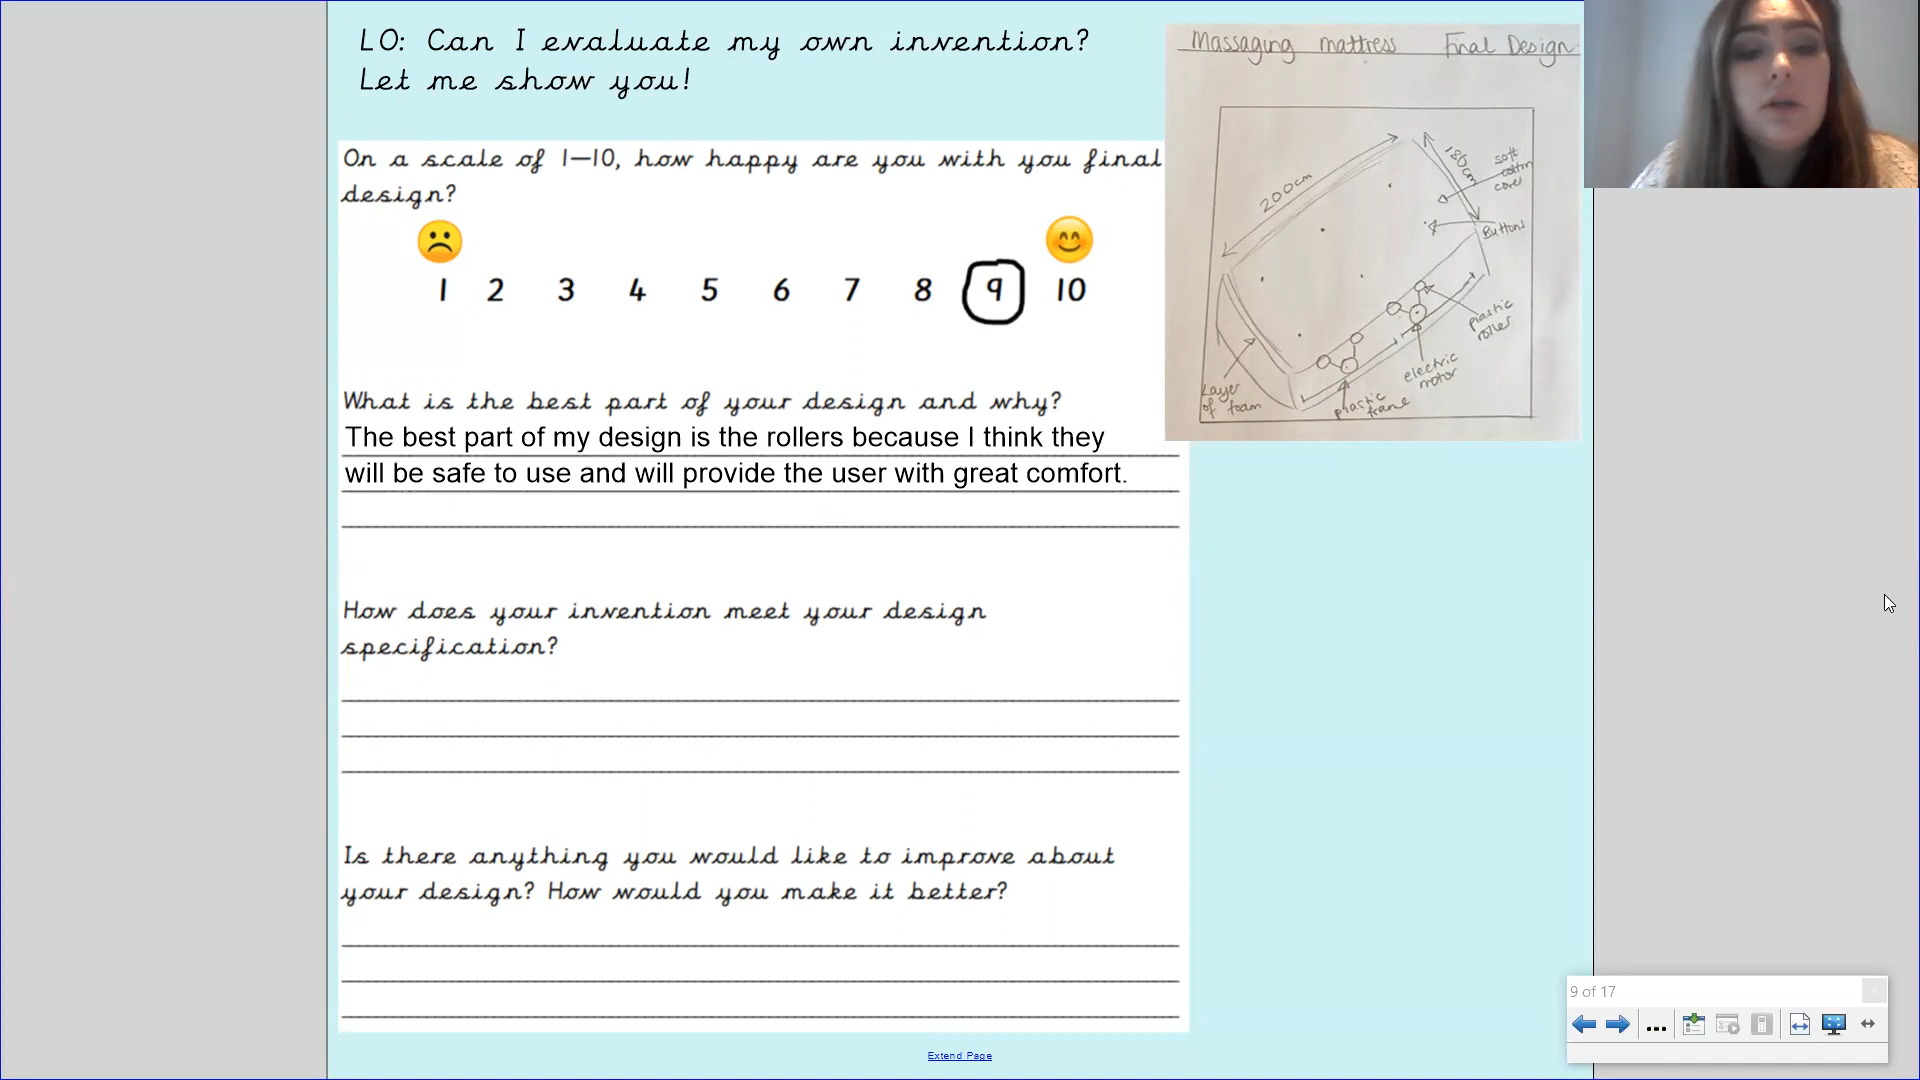 LO: Can I evaluate my own invention?
Let me show you!
On a scale of 1–10, how happy are you with you final
design?
1 2 3 4 5 6 7 8 9 10
What is the best part of your design and why?
The best part of my design is the rollers because I think they
will be safe to use and will provide the user with great comfort.
How does your invention meet your design
specification?
Is there anything you would like to improve about
your design? How would you make it better?
Extend Page
Massaging mattress Final Design
200cm
180cm
soft
cotton
cover
Buttons
plastic
roller
electric
motor
plastic
frame
Layer
of foam
9 of 17